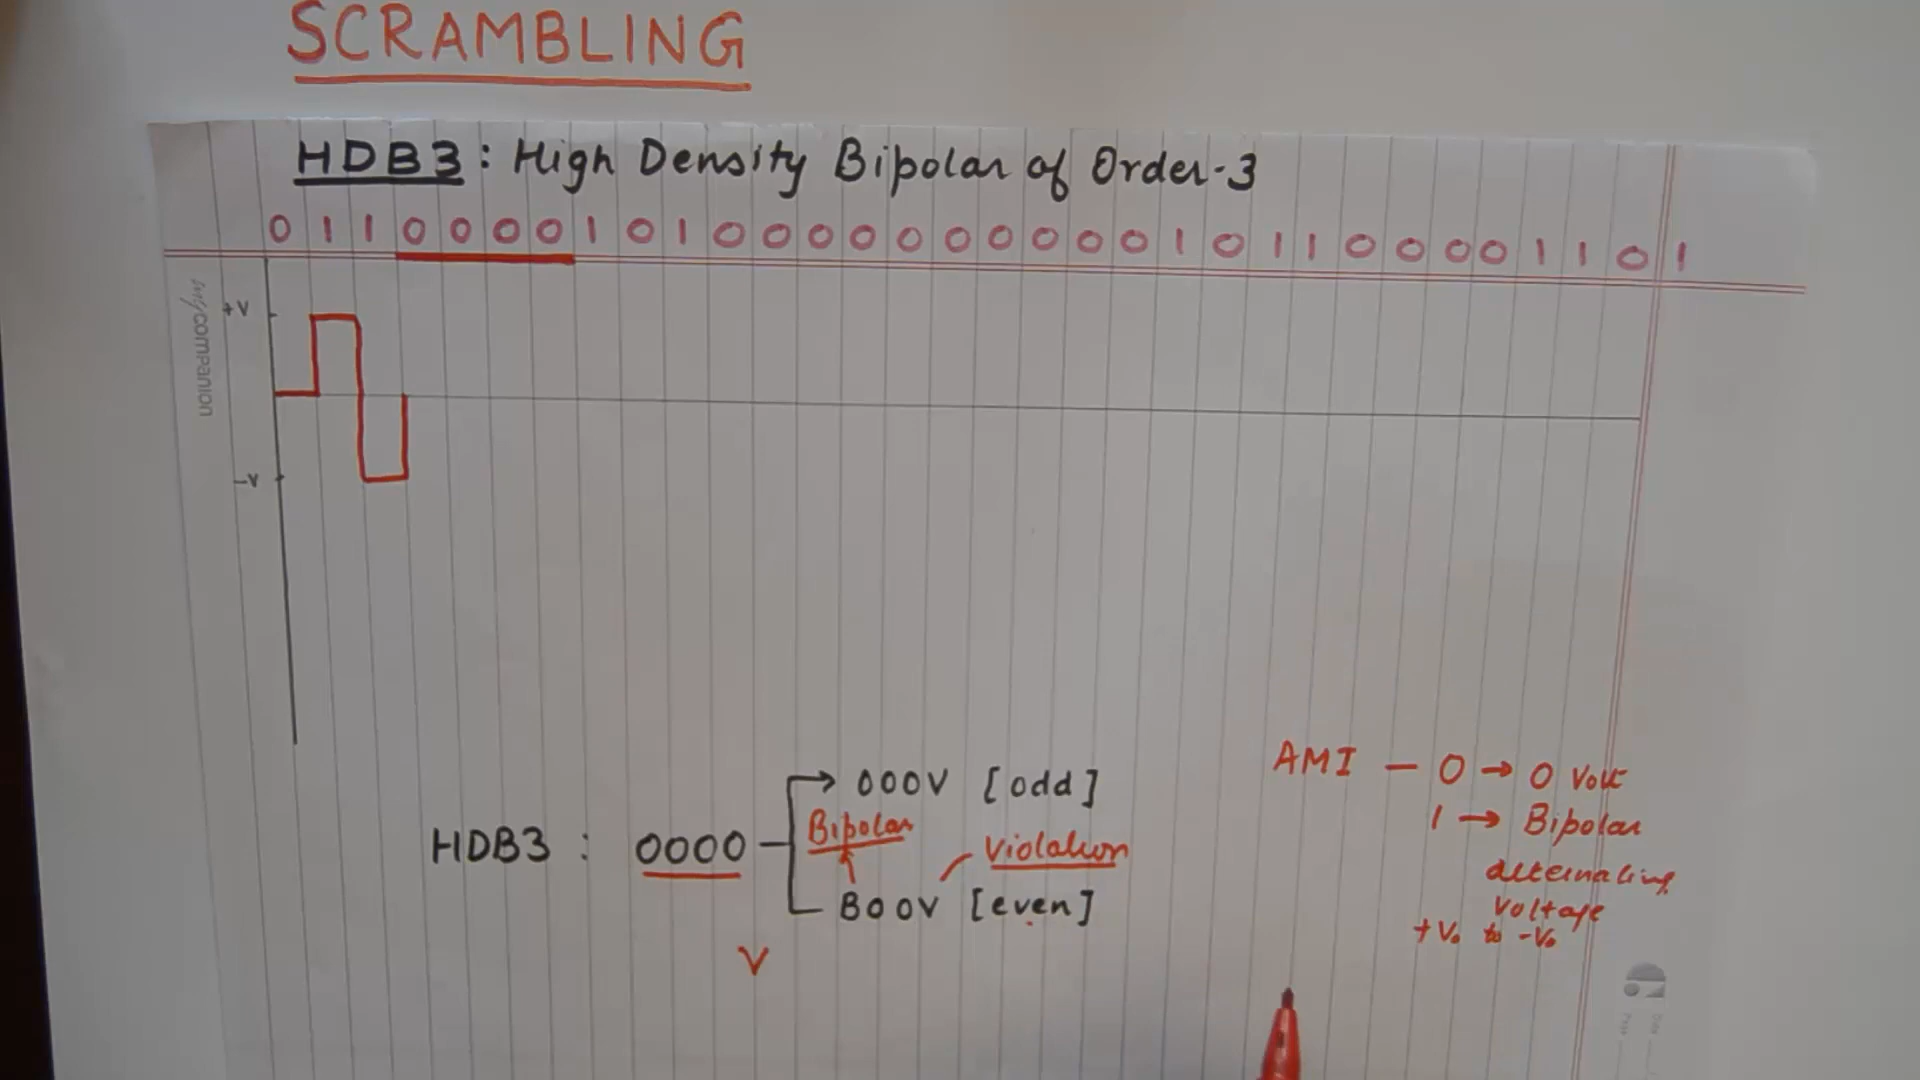 SCRAMBLING
HDB3 : High Density Bipolar of Order-3
0 1 1 0 0 0 0 1 0 1 0 0 0 0 0 0 0 0 0 0 1 0 1 1 0 0 0 0 1 1 0 1
+V
-V
companion
000V [odd]
Bipolar
HDB3 : 0000
Violation
B00V [even]
V
AMI - 0 → 0 Volt
1 → Bipolar
alternating
voltage
+V₀ to -V₀